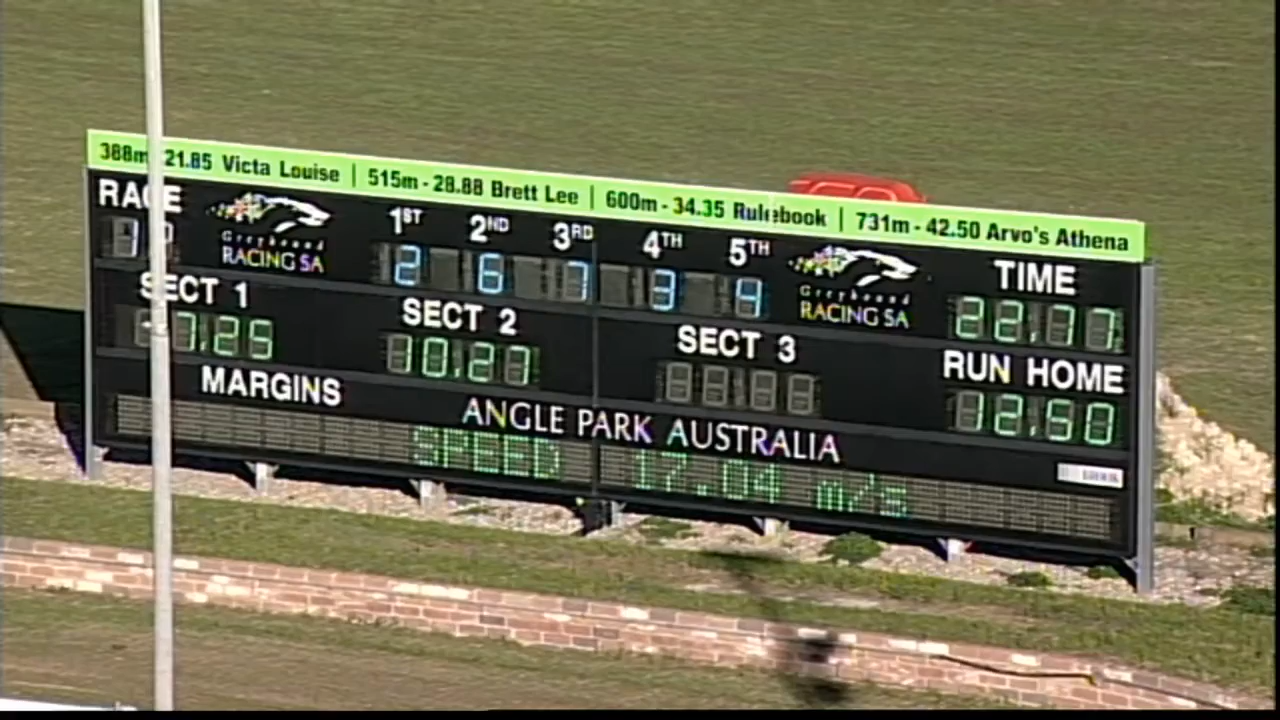 388m - 21.85 Victa Louise | 515m - 28.88 Brett Lee | 600m - 34.35 Rulebook | 731m - 42.50 Arvo's Athena
RACE
Greyhound
RACING SA
1ST 2ND 3RD 4TH 5TH
2 6 7 3 4
Greyhound
RACING SA
TIME
22.77
SECT 1
7.25
SECT 2
10.27
SECT 3
RUN HOME
12.50
MARGINS
ANGLE PARK AUSTRALIA
SPEED 17.04 m/s